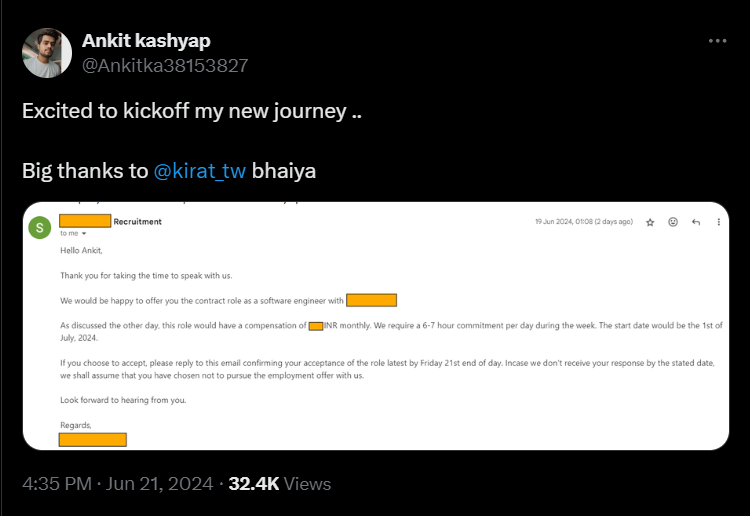 Ankit kashyap
@Ankitka38153827
Excited to kickoff my new journey ..
Big thanks to @kirat_tw bhaiya
S
Recruitment
19 Jun 2024, 01:08 (2 days ago)
to me
Hello Ankit,
Thank you for taking the time to speak with us.
We would be happy to offer you the contract role as a software engineer with
As discussed the other day, this role would have a compensation of INR monthly. We require a 6-7 hour commitment per day during the week. The start date would be the 1st of
July, 2024.
If you choose to accept, please reply to this email confirming your acceptance of the role latest by Friday 21st end of day. Incase we don't receive your response by the stated date,
we shall assume that you have chosen not to pursue the employment offer with us.
Look forward to hearing from you.
Regards,
4:35 PM · Jun 21, 2024 · 32.4K Views